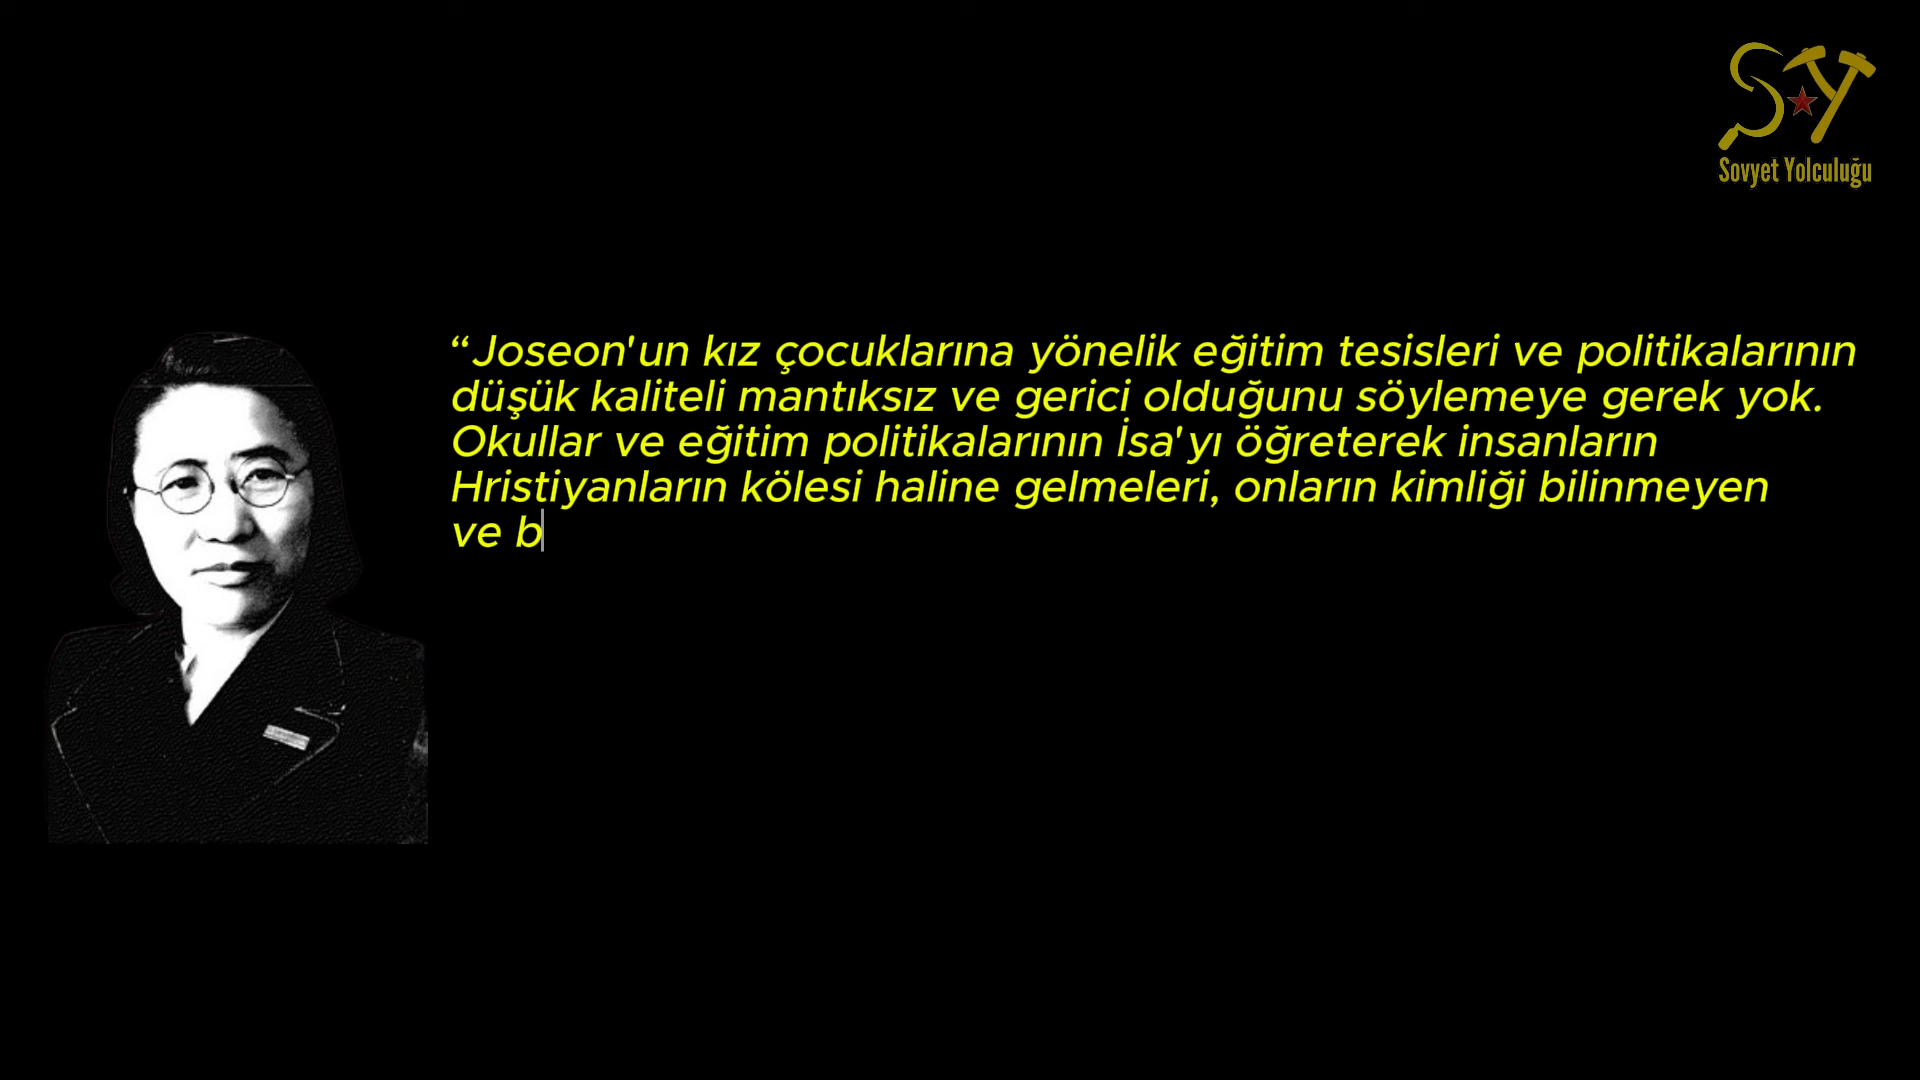 SY
Sovyet Yolculuğu
“Joseon'un kız çocuklarına yönelik eğitim tesisleri ve politikalarının
düşük kaliteli mantıksız ve gerici olduğunu söylemeye gerek yok.
Okullar ve eğitim politikalarının İsa'yı öğreterek insanların
Hristiyanların kölesi haline gelmeleri, onların kimliği bilinmeyen
ve b